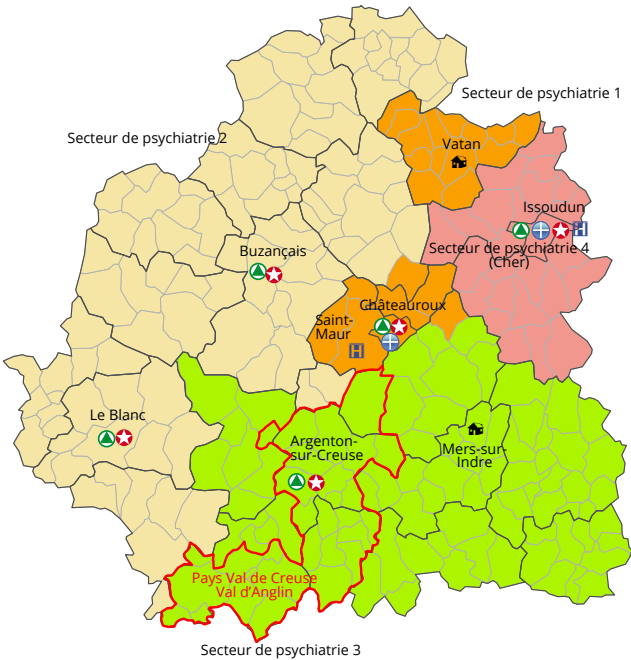 Secteur de psychiatrie 1
Secteur de psychiatrie 2
Vatan
Issoudun
H
Secteur de psychiatrie 4
(Cher)
Buzançais
Châteauroux
Saint-
Maur
H
Le Blanc
Argenton-
sur-Creuse
Mers-sur-
Indre
Pays Val de Creuse
Val d’Anglin
Secteur de psychiatrie 3